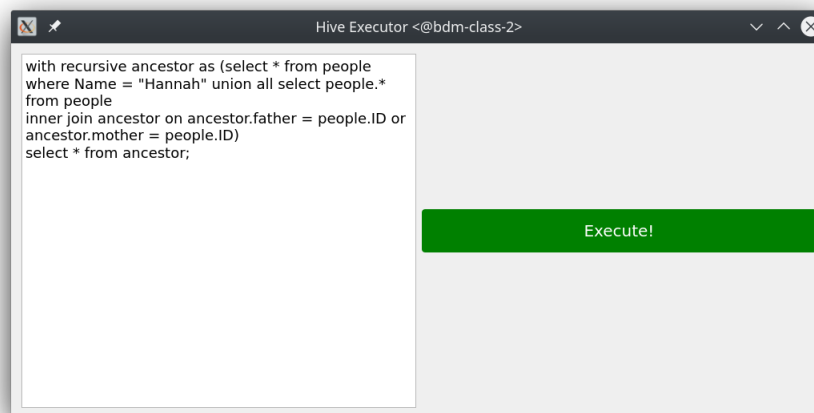 Hive Executor <@bdm-class-2>
with recursive ancestor as (select * from people
where Name = "Hannah" union all select people.*
from people
inner join ancestor on ancestor.father = people.ID or
ancestor.mother = people.ID)
select * from ancestor;
Execute!